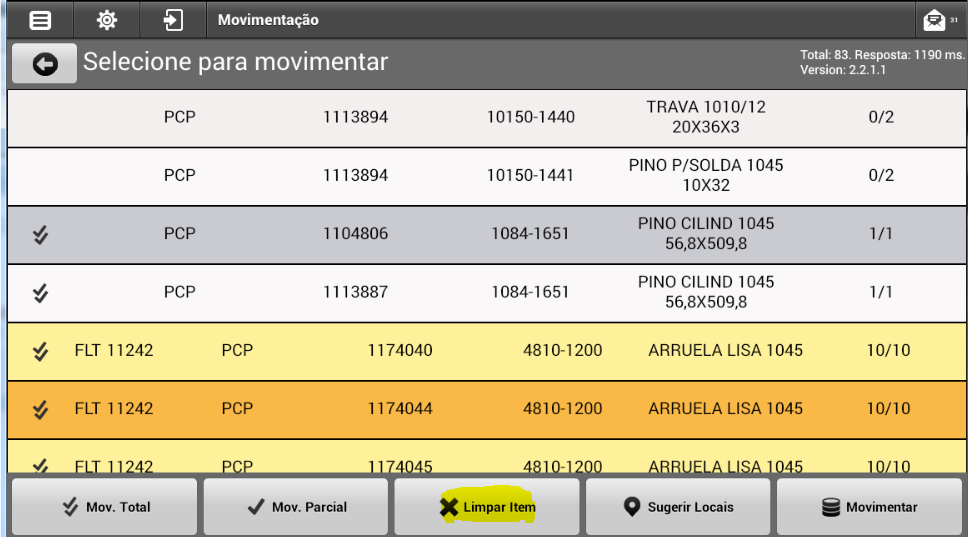 Movimentação
31
Selecione para movimentar
Total: 83. Resposta: 1190 ms.
Version: 2.2.1.1
PCP 1113894 10150-1440 TRAVA 1010/12 20X36X3 0/2
PCP 1113894 10150-1441 PINO P/SOLDA 1045 10X32 0/2
PCP 1104806 1084-1651 PINO CILIND 1045 56,8X509,8 1/1
PCP 1113887 1084-1651 PINO CILIND 1045 56,8X509,8 1/1
FLT 11242 PCP 1174040 4810-1200 ARRUELA LISA 1045 10/10
FLT 11242 PCP 1174044 4810-1200 ARRUELA LISA 1045 10/10
FLT 11242 PCP 1174045 4810-1200 ARRUELA LISA 1045 10/10
Mov. Total Mov. Parcial Limpar Item Sugerir Locais Movimentar